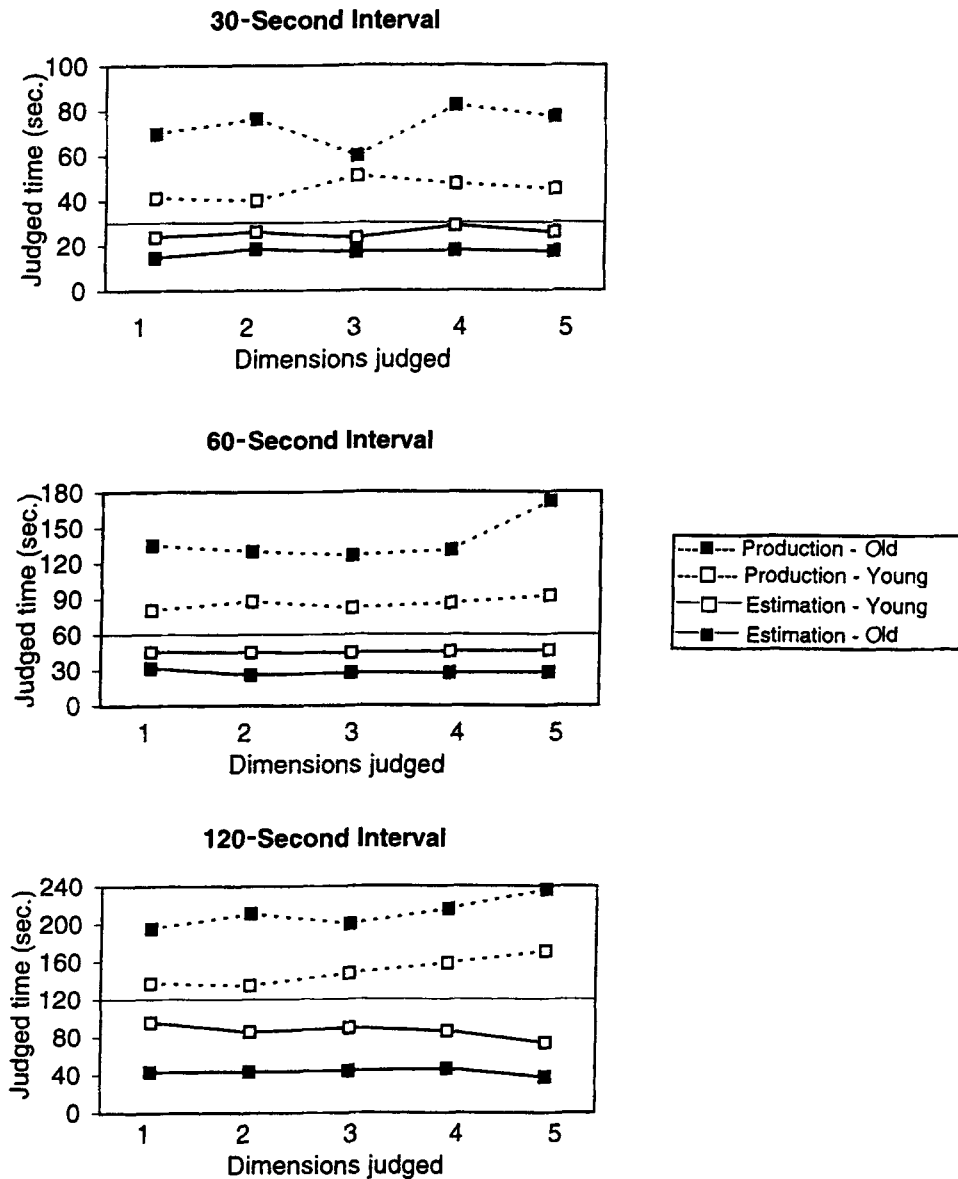 30-Second Interval
100
80
60
40
20
0
Judged time (sec.)
1 2 3 4 5
Dimensions judged
60-Second Interval
180
150
130
90
60
30
0
Judged time (sec.)
1 2 3 4 5
Dimensions judged
Production - Old
Production - Young
Estimation - Young
Estimation - Old
120-Second Interval
240
200
160
120
80
40
0
Judged time (sec.)
1 2 3 4 5
Dimensions judged